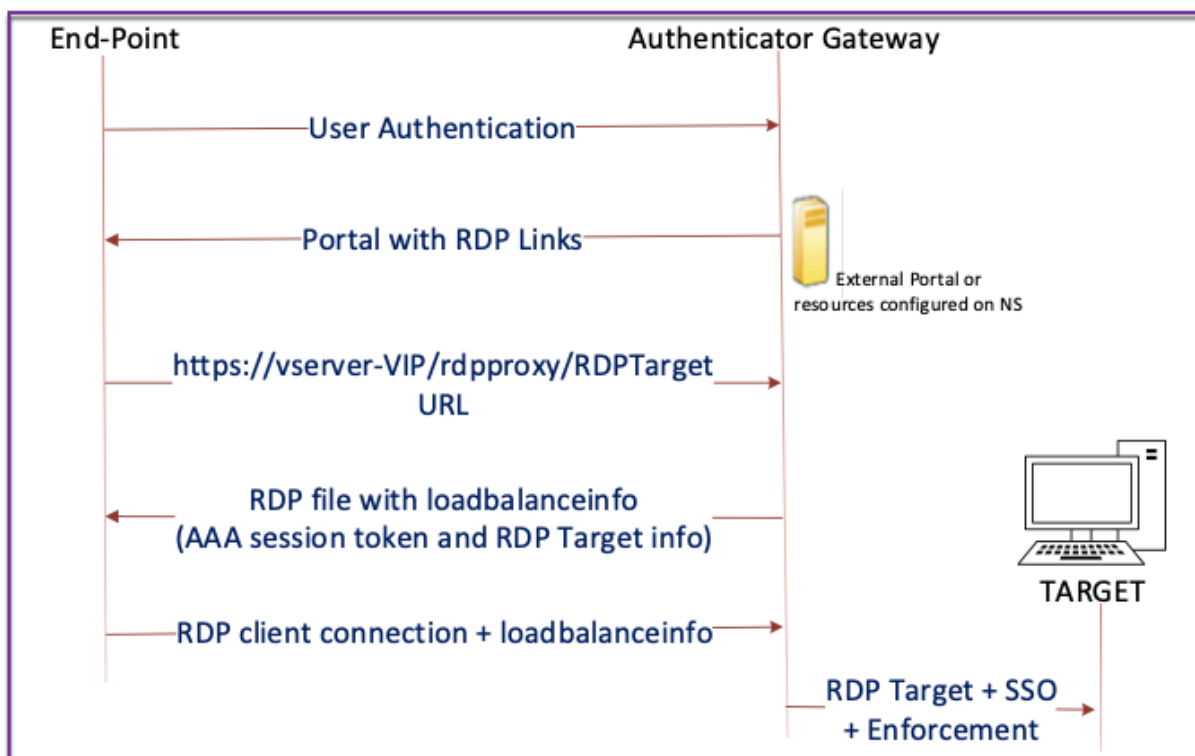 End-Point
Authenticator Gateway
User Authentication
Portal with RDP Links
External Portal or
resources configured on NS
https://vserver-VIP/rdpproxy/RDPTarget
URL
RDP file with loadbalanceinfo
(AAA session token and RDP Target info)
TARGET
RDP client connection + loadbalanceinfo
RDP Target + SSO
+ Enforcement